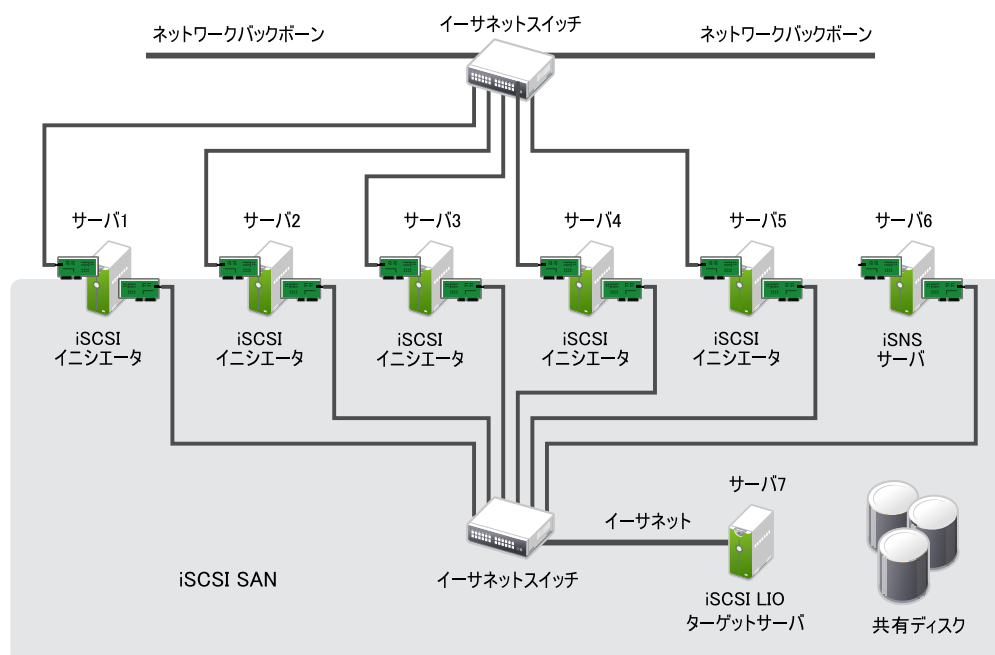 ネットワークバックボーン
イーサネットスイッチ
ネットワークバックボーン
サーバ1
サーバ2
サーバ3
サーバ4
サーバ5
サーバ6
iSCSI
イニシエータ
iSCSI
イニシエータ
iSCSI
イニシエータ
iSCSI
イニシエータ
iSCSI
イニシエータ
iSNS
サーバ
サーバ7
イーサネット
iSCSI SAN
イーサネットスイッチ
iSCSI LIO
ターゲットサーバ
共有ディスク